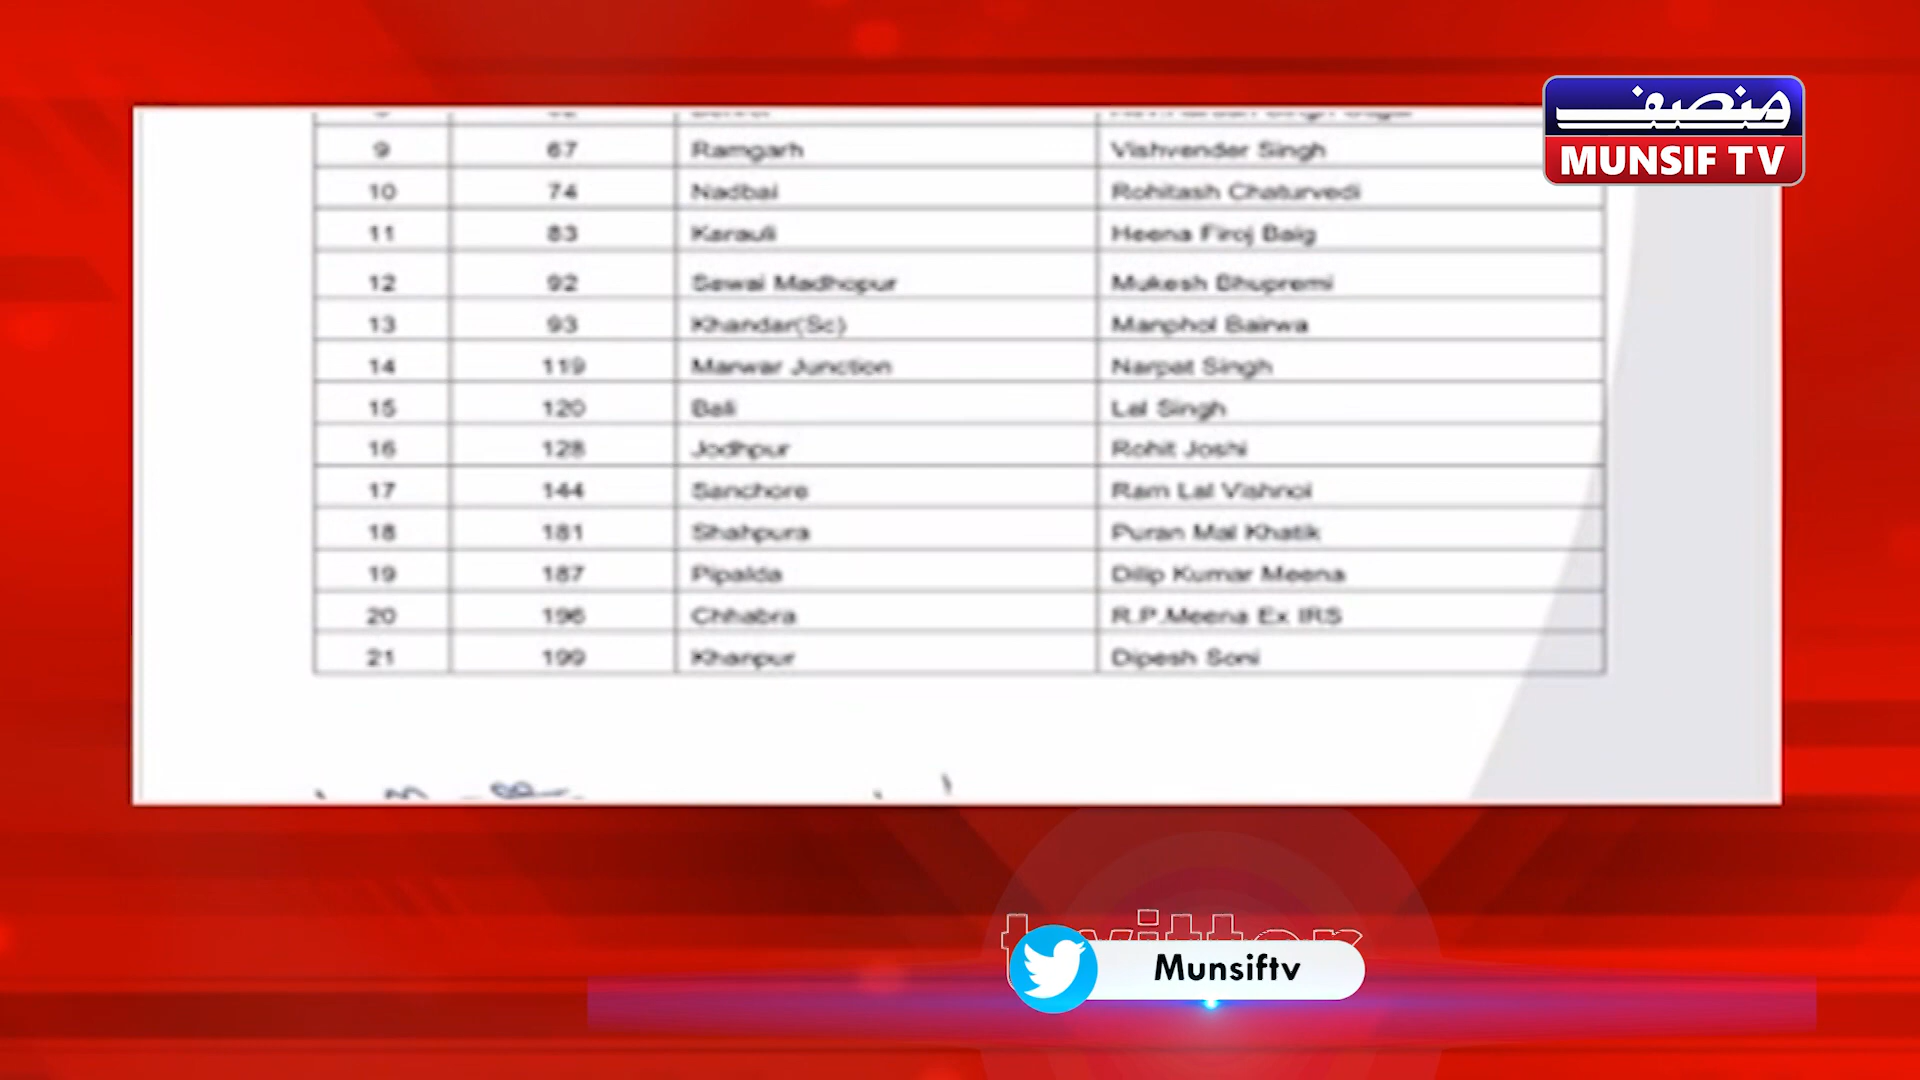 منصف
MUNSIF TV
9 67 Ramgarh Vishvender Singh
10 74 Nadbai Rohitash Chaturvedi
11 83 Karauli Heena Firoj Baig
12 92 Sewai Madhopur Mukesh Bhupremi
13 93 Khandar(Sc) Manphol Bairwa
14 119 Marwar Junction Narpat Singh
15 120 Bali Lal Singh
16 128 Jodhpur Rohit Joshi
17 144 Sanchore Ram Lal Vishnoi
18 181 Shahpura Puran Mal Khatik
19 187 Pipalda Dilip Kumar Meena
20 196 Chhabra R.P.Meena Ex IRS
21 199 Khanpur Dipesh Soni
twitter
Munsiftv